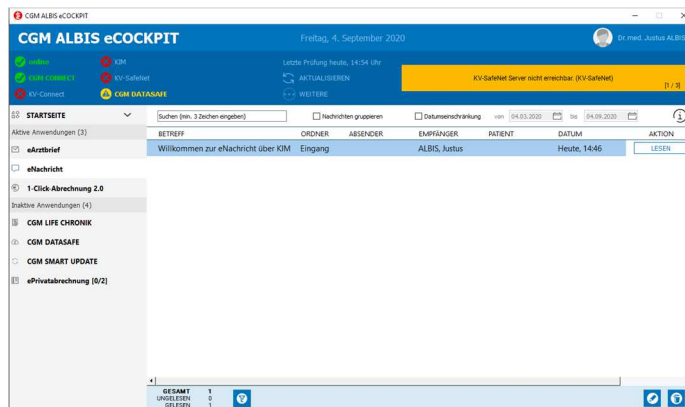 CGM ALBIS eCOCKPIT
CGM ALBIS eCOCKPIT
Freitag, 4. September 2020
Dr. med. Justus ALBIS
online
KIM
Letzte Prüfung heute, 14:54 Uhr
CGM CONNECT
KV-SafeNet
AKTUALISIEREN
KV-SafeNet Server nicht erreichbar. (KV-SafeNet)
KV-Connect
CGM DATASAFE
WEITERE
[1 / 3]
STARTSEITE
Suchen (min. 3 Zeichen eingeben)
Nachrichten gruppieren
Datumseinschränkung
von
04.03.2020
bis
04.09.2020
Aktive Anwendungen (3)
BETREFF ORDNER ABSENDER EMPFÄNGER PATIENT DATUM AKTION
eArztbrief
Willkommen zur eNachricht über KIM Eingang ALBIS, Justus Heute, 14:46 LESEN
eNachricht
1-Click-Abrechnung 2.0
Inaktive Anwendungen (4)
CGM LIFE CHRONIK
CGM DATASAFE
CGM SMART UPDATE
ePrivatabrechnung [0/2]
GESAMT 1
UNGELESEN 0
GELESEN 1